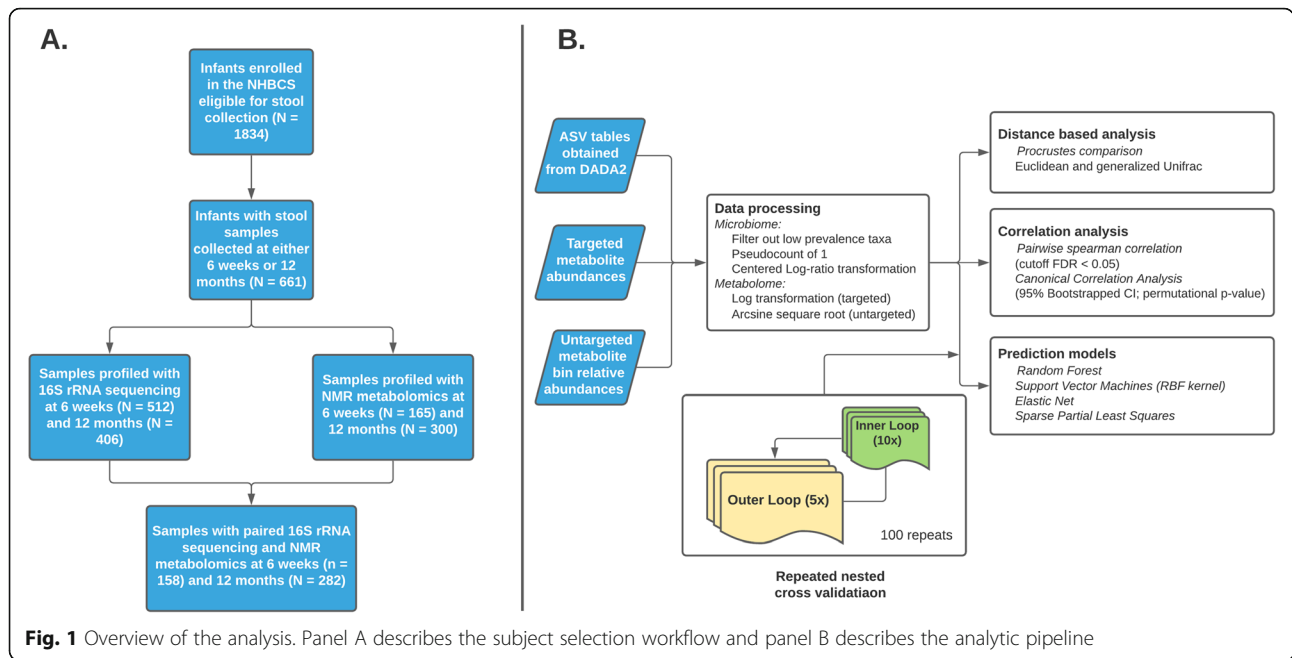 A.
Infants enrolled
in the NHBCS
eligible for stool
collection (N =
1834)
Infants with stool
samples
collected at either
6 weeks or 12
months (N = 661)
Samples profiled with
16S rRNA sequencing
at 6 weeks (N = 512)
and 12 months (N =
406)
Samples profiled with
NMR metabolomics at
6 weeks (N = 165) and
12 months (N = 300)
Samples with paired 16S rRNA
sequencing and NMR
metabolomics at 6 weeks (n =
158) and 12 months (N = 282)
B.
ASV tables
obtained
from DADA2
Targeted
metabolite
abundances
Untargeted
metabolite
bin relative
abundances
Data processing
Microbiome:
Filter out low prevalence taxa
Pseudocount of 1
Centered Log-ratio transformation
Metabolome:
Log transformation (targeted)
Arcsine sequare root (untargeted)
Inner Loop
(10x)
Outer Loop (5x)
100 repeats
Repeated nested
cross validatiaon
Distance based analysis
Procrustes comparison
Euclidean and generalized Unifrac
Correlation analysis
Pairwise spearman correlation
(cutoff FDR < 0.05)
Canonical Correlation Analysis
(95% Bootstrapped CI; permutational p-value)
Prediction models
Random Forest
Support Vector Machines (RBF kernel)
Elastic Net
Sparse Partial Least Squares
Fig. 1 Overview of the analysis. Panel A describes the subject selection workflow and panel B describes the analytic pipeline